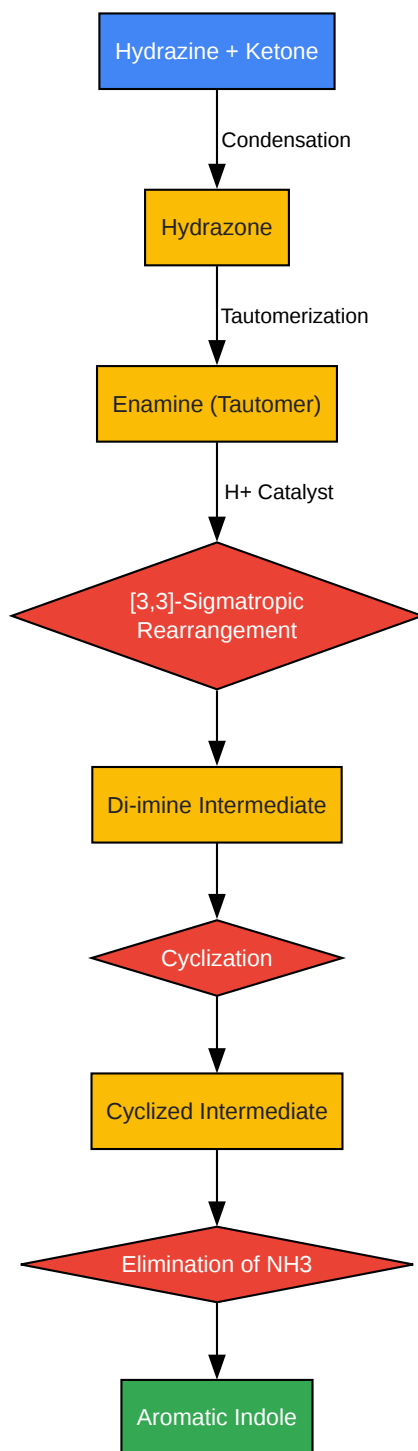 Hydrazine + Ketone
Condensation
Hydrazone
Tautomerization
Enamine (Tautomer)
H+ Catalyst
[3,3]-Sigmatropic
Rearrangement
Di-imine Intermediate
Cyclization
Cyclized Intermediate
Elimination of NH3
Aromatic Indole